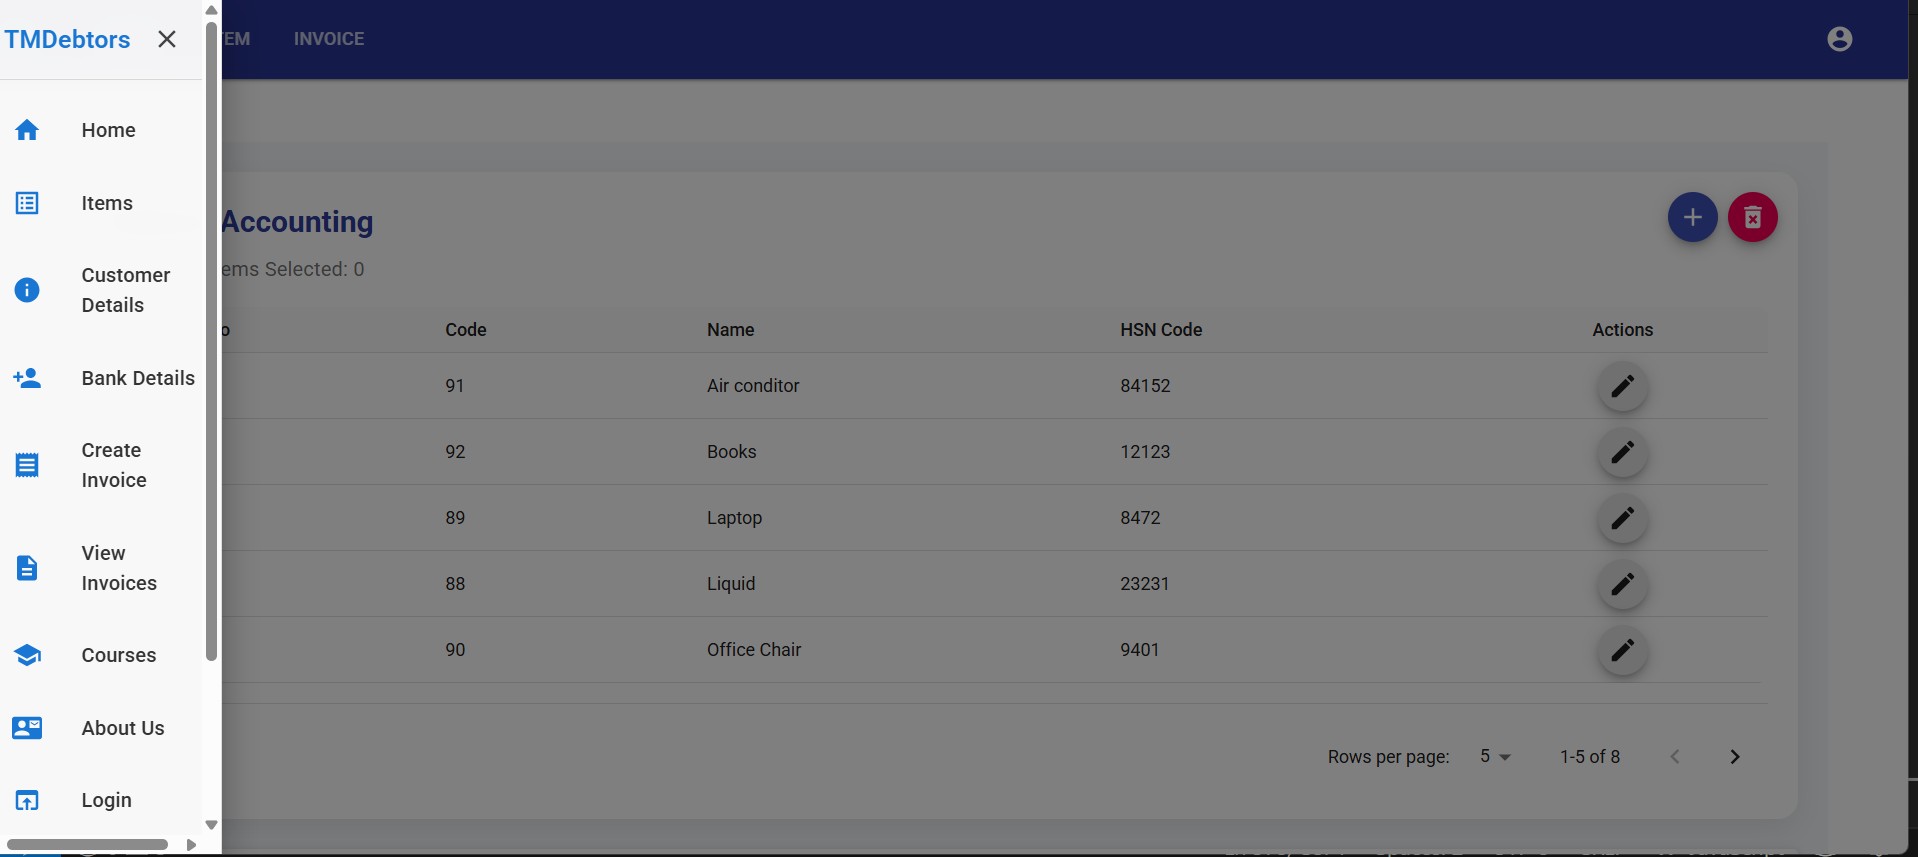 TMDebtors
INVOICE
Home
Items
Customer
Details
Bank Details
Create
Invoice
View
Invoices
Courses
About Us
Login
Accounting
Selected: 0
Code Name HSN Code Actions
91 Air conditor 84152
92 Books 12123
89 Laptop 8472
88 Liquid 23231
90 Office Chair 9401
Rows per page: 5 1-5 of 8